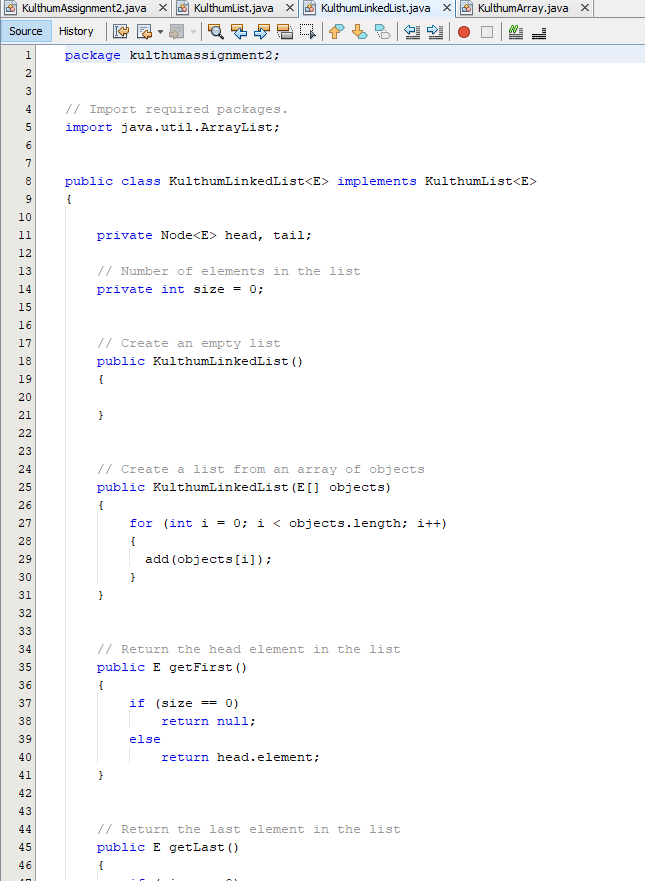 KulthumAssignment2.java KulthumList.java KulthumLinkedList.java KulthumArray.java
Source History
1 package kulthumassignment2;
2
3
4 // Import required packages.
5 import java.util.ArrayList;
6
7
8 public class KulthumLinkedList<E> implements KulthumList<E>
9 {
10
11 private Node<E> head, tail;
12
13 // Number of elements in the list
14 private int size = 0;
15
16
17 // Create an empty list
18 public KulthumLinkedList()
19 {
20
21 }
22
23
24 // Create a list from an array of objects
25 public KulthumLinkedList(E[] objects)
26 {
27 for (int i = 0; i < objects.length; i++)
28 {
29 add(objects[i]);
30 }
31 }
32
33
34 // Return the head element in the list
35 public E getFirst()
36 {
37 if (size == 0)
38 return null;
39 else
40 return head.element;
41 }
42
43
44 // Return the last element in the list
45 public E getLast()
46 {